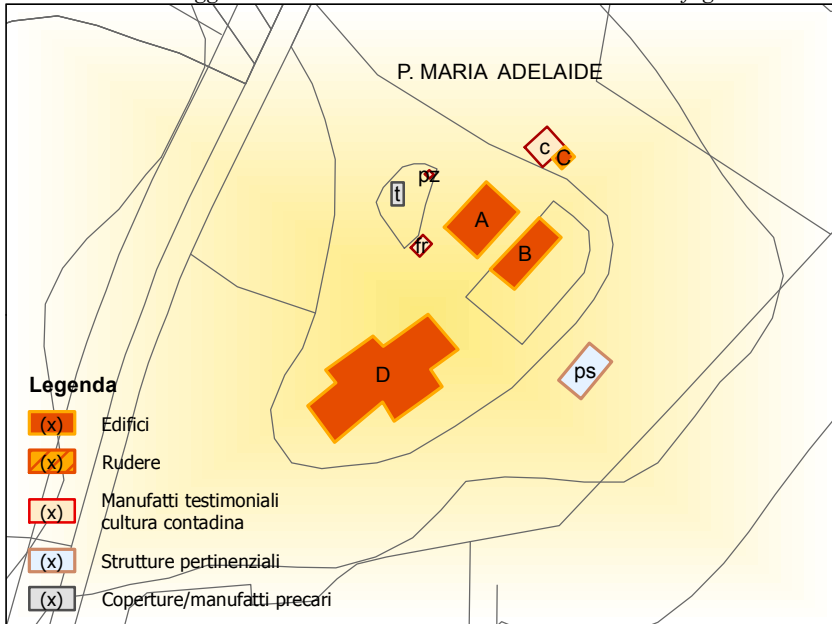 P. MARIA ADELAIDE
c
C
pz
t
A
fr
B
D
ps
Legenda
(x) Edifici
(x) Rudere
(x) Manufatti testimoniali
cultura contadina
(x) Strutture pertinenziali
(x) Coperture/manufatti precari